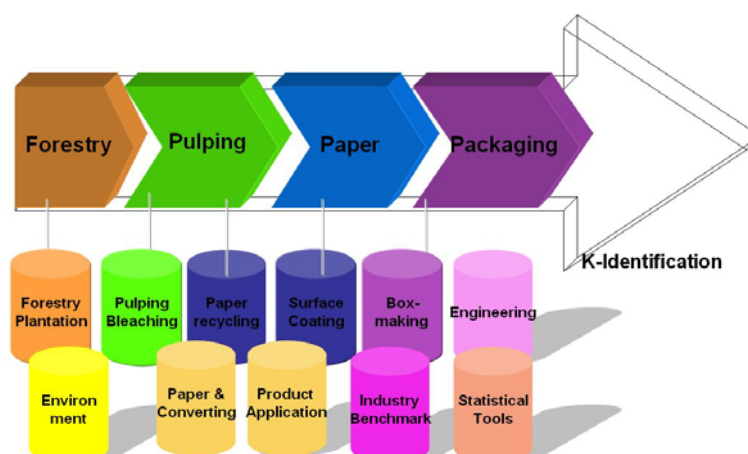 Forestry
Pulping
Paper
Packaging
K-Identification
Forestry
Plantation
Pulping
Bleaching
Paper
recycling
Surface
Coating
Box-
making
Engineering
Environ
ment
Paper &
Converting
Product
Application
Industry
Benchmark
Statistical
Tools